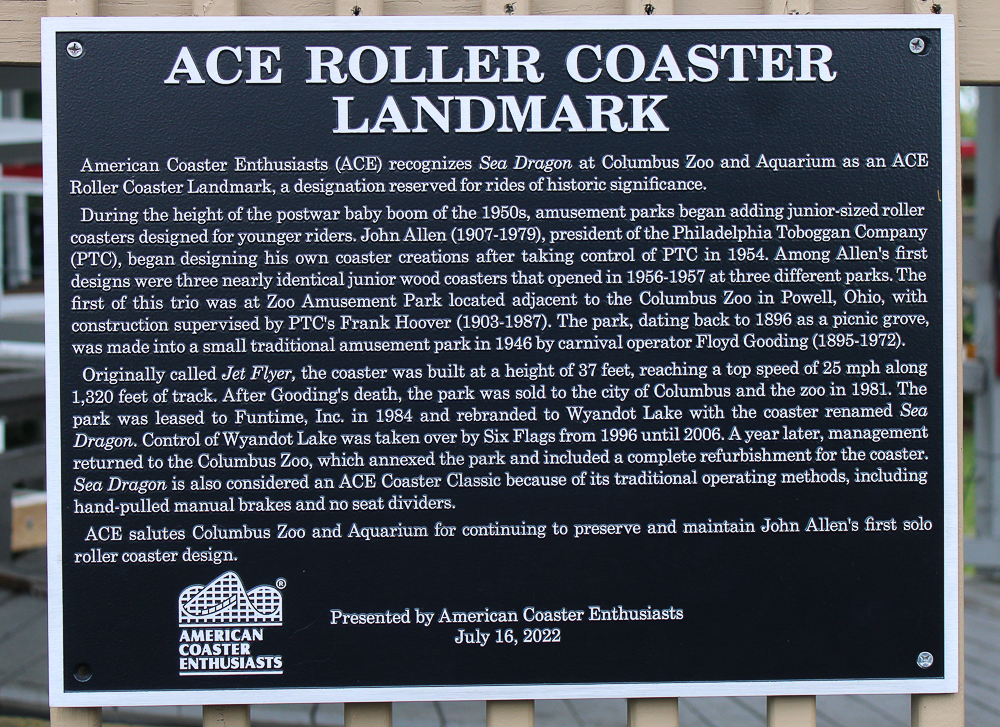 ACE ROLLER COASTER
LANDMARK
American Coaster Enthusiasts (ACE) recognizes Sea Dragon at Columbus Zoo and Aquarium as an ACE
Roller Coaster Landmark, a designation reserved for rides of historic significance.
During the height of the postwar baby boom of the 1950s, amusement parks began adding junior-sized roller
coasters designed for younger riders. John Allen (1907-1979), president of the Philadelphia Toboggan Company
(PTC), began designing his own coaster creations after taking control of PTC in 1954. Among Allen's first
designs were three nearly identical junior wood coasters that opened in 1956-1957 at three different parks. The
first of this trio was at Zoo Amusement Park located adjacent to the Columbus Zoo in Powell, Ohio, with
construction supervised by PTC's Frank Hoover (1903-1987). The park, dating back to 1896 as a picnic grove,
was made into a small traditional amusement park in 1946 by carnival operator Floyd Gooding (1895-1972).
Originally called Jet Flyer, the coaster was built at a height of 37 feet, reaching a top speed of 25 mph along
1,320 feet of track. After Gooding's death, the park was sold to the city of Columbus and the zoo in 1981. The
park was leased to Funtime, Inc. in 1984 and rebranded to Wyandot Lake with the coaster renamed Sea
Dragon. Control of Wyandot Lake was taken over by Six Flags from 1996 until 2006. A year later, management
returned to the Columbus Zoo, which annexed the park and included a complete refurbishment for the coaster.
Sea Dragon is also considered an ACE Coaster Classic because of its traditional operating methods, including
hand-pulled manual brakes and no seat dividers.
ACE salutes Columbus Zoo and Aquarium for continuing to preserve and maintain John Allen's first solo
roller coaster design.
®
AMERICAN
COASTER
ENTHUSIASTS
Presented by American Coaster Enthusiasts
July 16, 2022